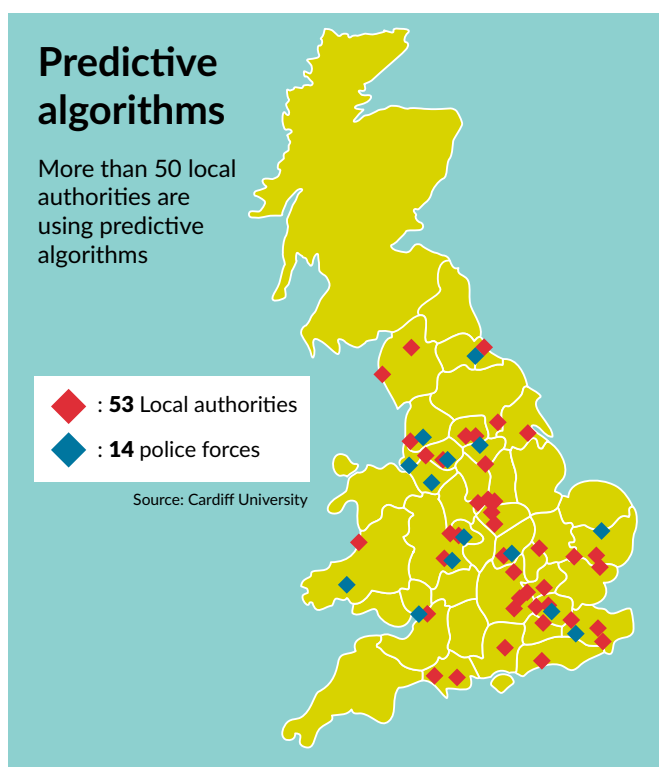 Predictive
algorithms
More than 50 local
authorities are
using predictive
algorithms
: 53 Local authorities
: 14 police forces
Source: Cardiff University